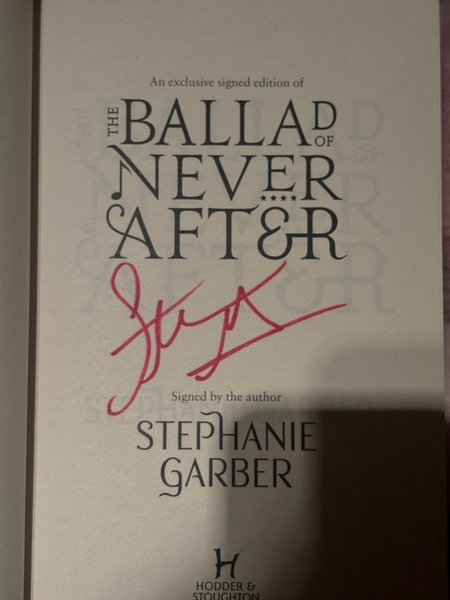 An exclusive signed edition of
THE BALLAD
OF
NEVER
AFTER
Signed by the author
STEPHANIE
GARBER
H
HODDER &
STOUGHTON